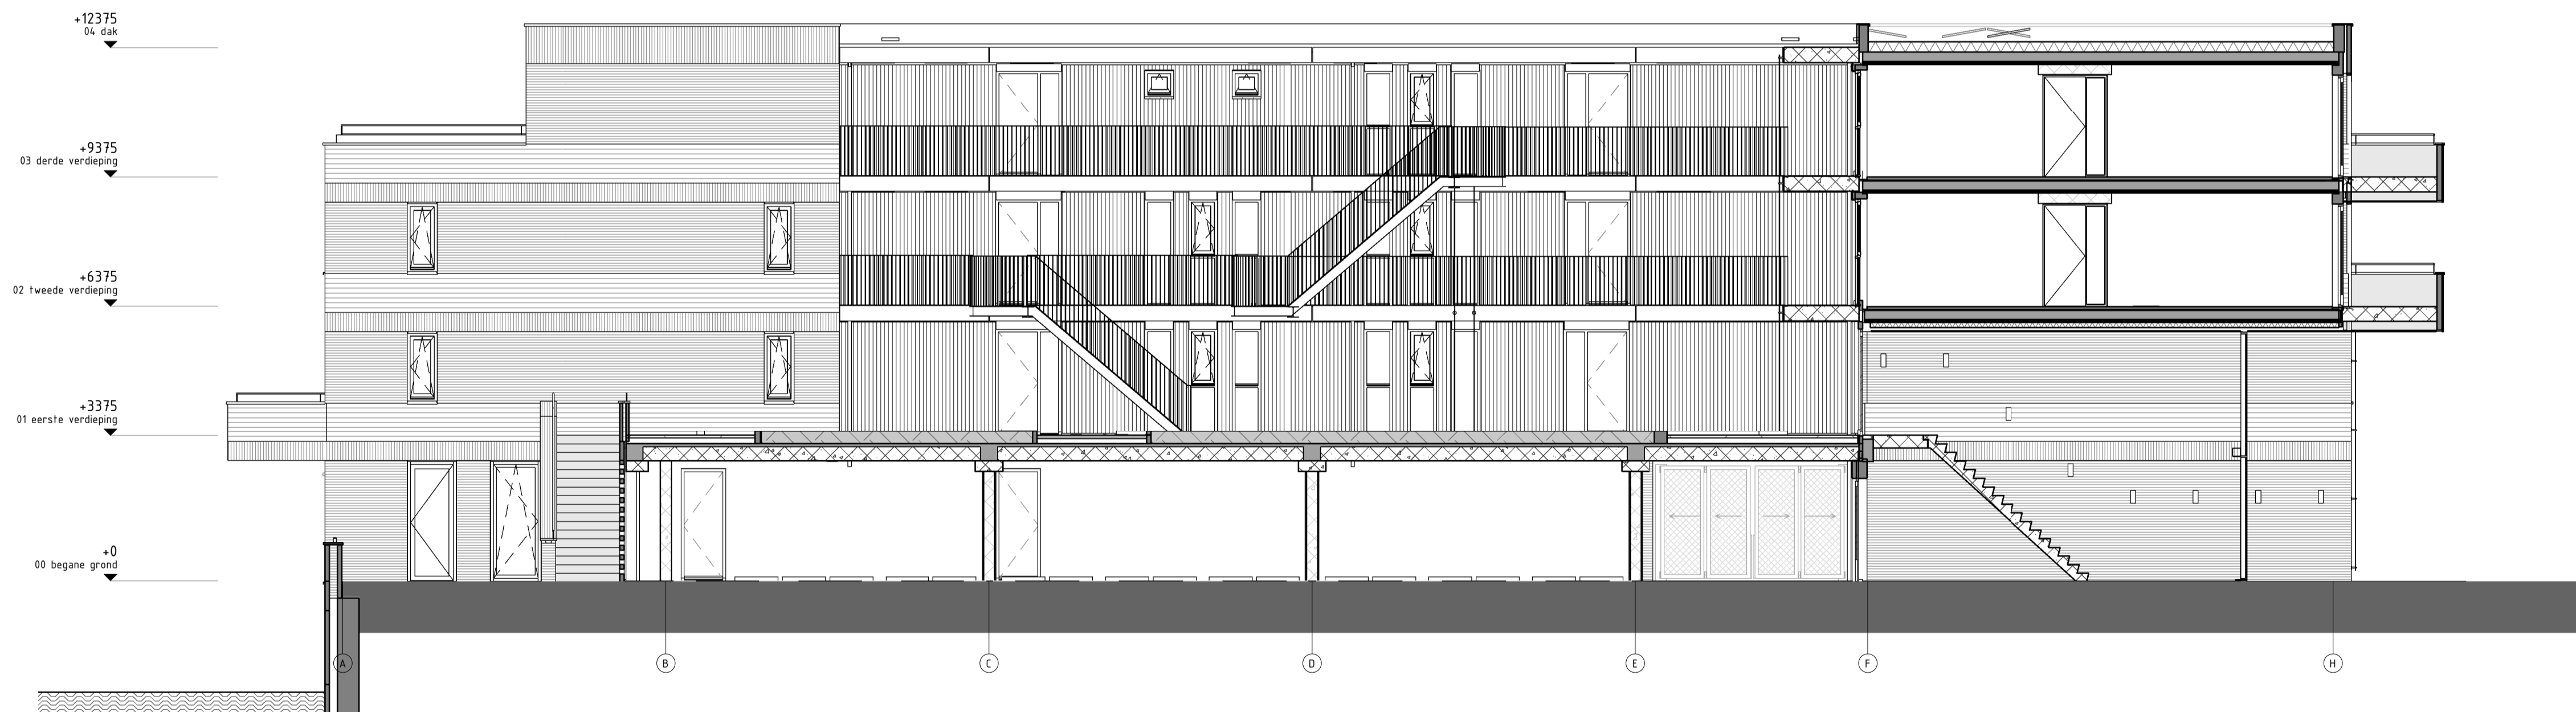 +12375
04 dak
+9375
03 derde verdieping
+6375
02 tweede verdieping
+3375
01 eerste verdieping
+0
00 begane grond
A B C D E F H